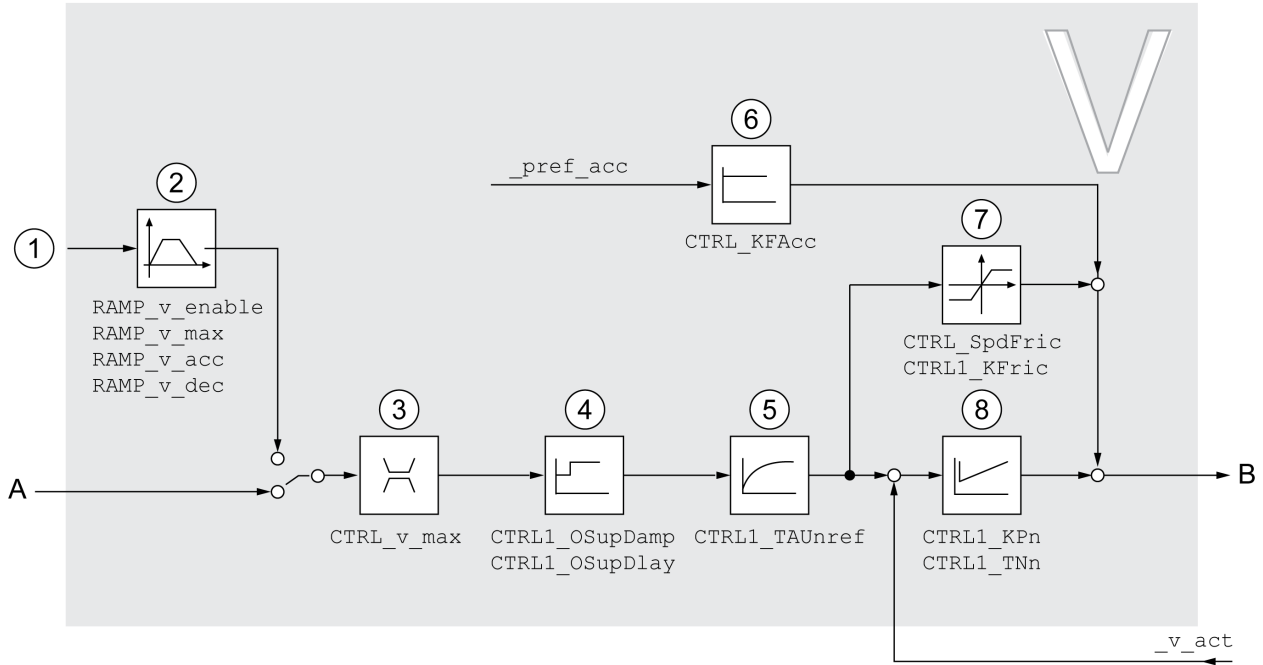 V
6
_pref_acc
2
CTRL_KFAcc
7
1
RAMP_v_enable
RAMP_v_max
RAMP_v_acc
RAMP_v_dec
CTRL_SpdFric
CTRL1_KFric
3
4
5
8
A
B
CTRL_v_max
CTRL1_OSupDamp
CTRL1_OSupDlay
CTRL1_TAUnref
CTRL1_KPn
CTRL1_TNn
_v_act